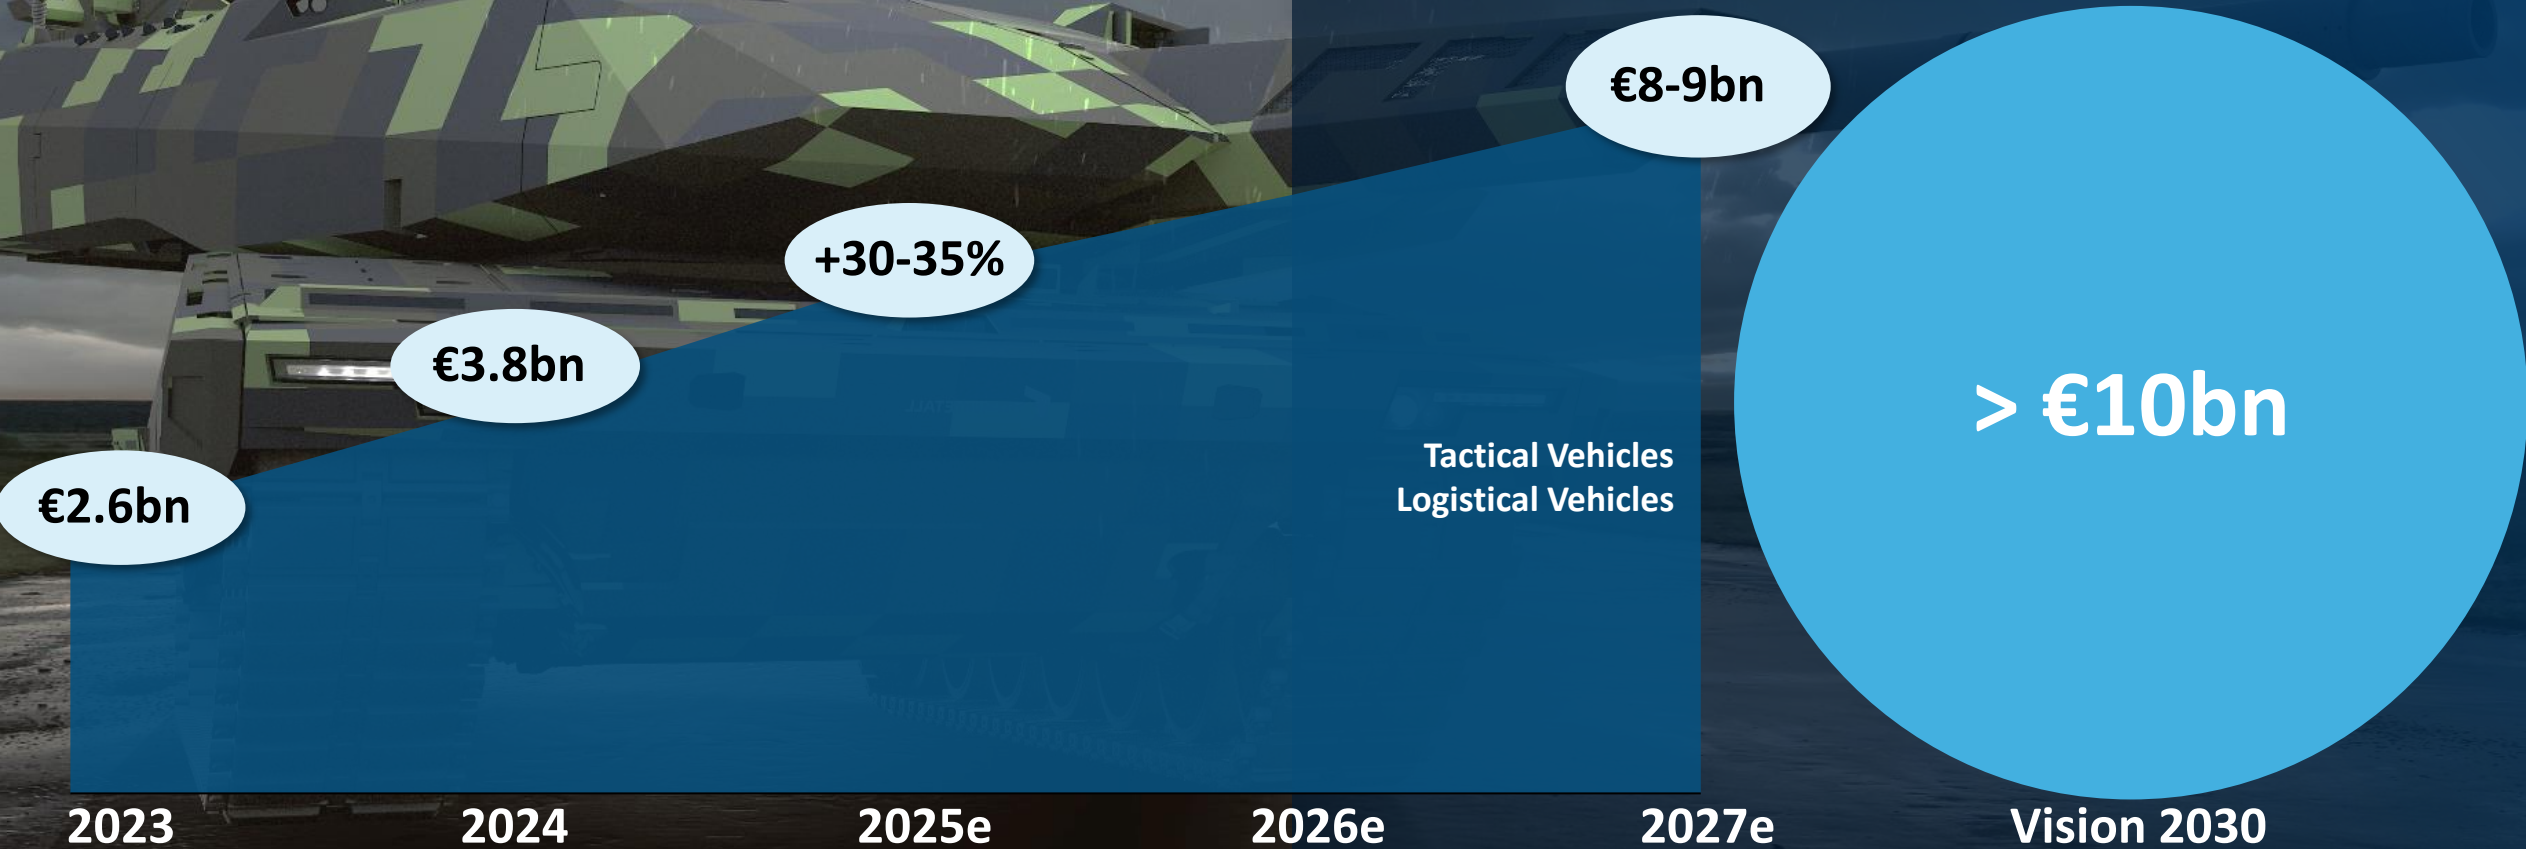 €8-9bn
+30-35%
€3.8bn
€2.6bn
> €10bn
Tactical Vehicles
Logistical Vehicles
2023
2024
2025e
2026e
2027e
Vision 2030